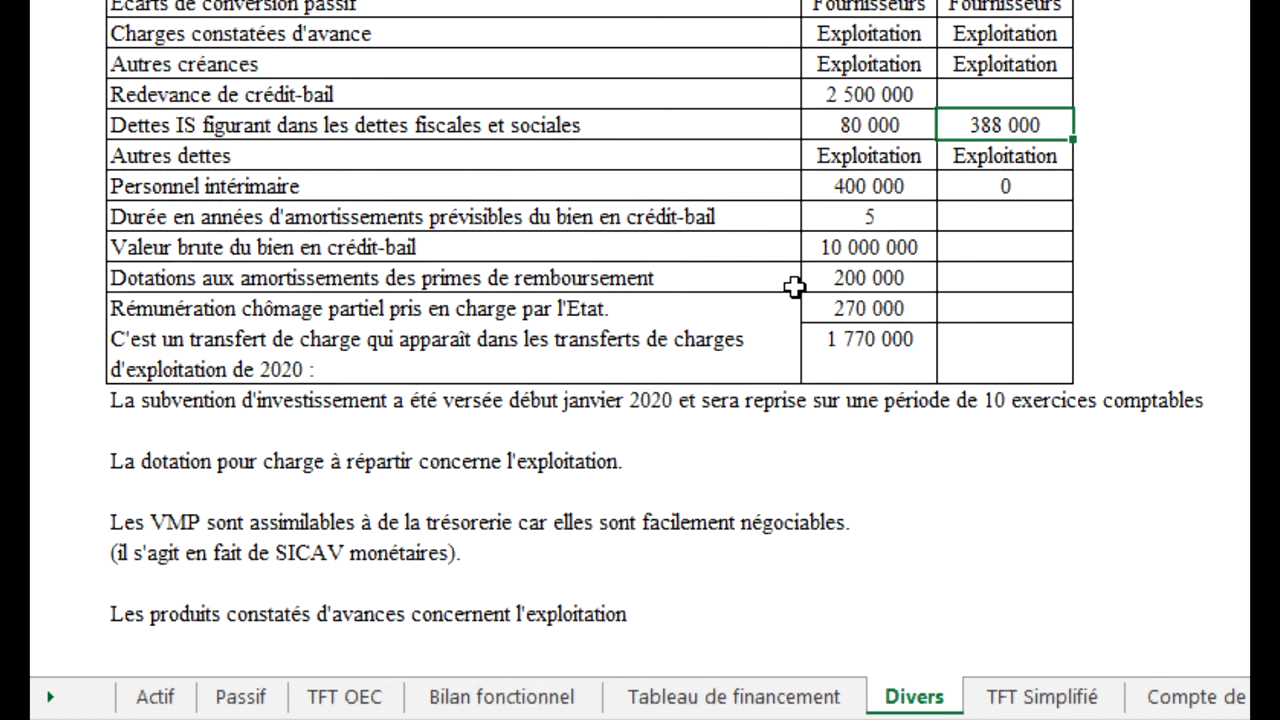 Ecarts de conversion passif Fournisseurs Fournisseurs
Charges constatées d'avance Exploitation Exploitation
Autres créances Exploitation Exploitation
Redevance de crédit-bail 2 500 000
Dettes IS figurant dans les dettes fiscales et sociales 80 000 388 000
Autres dettes Exploitation Exploitation
Personnel intérimaire 400 000 0
Durée en années d'amortissements prévisibles du bien en crédit-bail 5
Valeur brute du bien en crédit-bail 10 000 000
Dotations aux amortissements des primes de remboursement 200 000
Rémunération chômage partiel pris en charge par l'Etat. 270 000
C'est un transfert de charge qui apparaît dans les transferts de charges 1 770 000
d'exploitation de 2020 :
La subvention d'investissement a été versée début janvier 2020 et sera reprise sur une période de 10 exercices comptables
La dotation pour charge à répartir concerne l'exploitation.
Les VMP sont assimilables à de la trésorerie car elles sont facilement négociables.
(il s'agit en fait de SICAV monétaires).
Les produits constatés d'avances concernent l'exploitation
Actif Passif TFT OEC Bilan fonctionnel Tableau de financement Divers TFT Simplifié Compte de